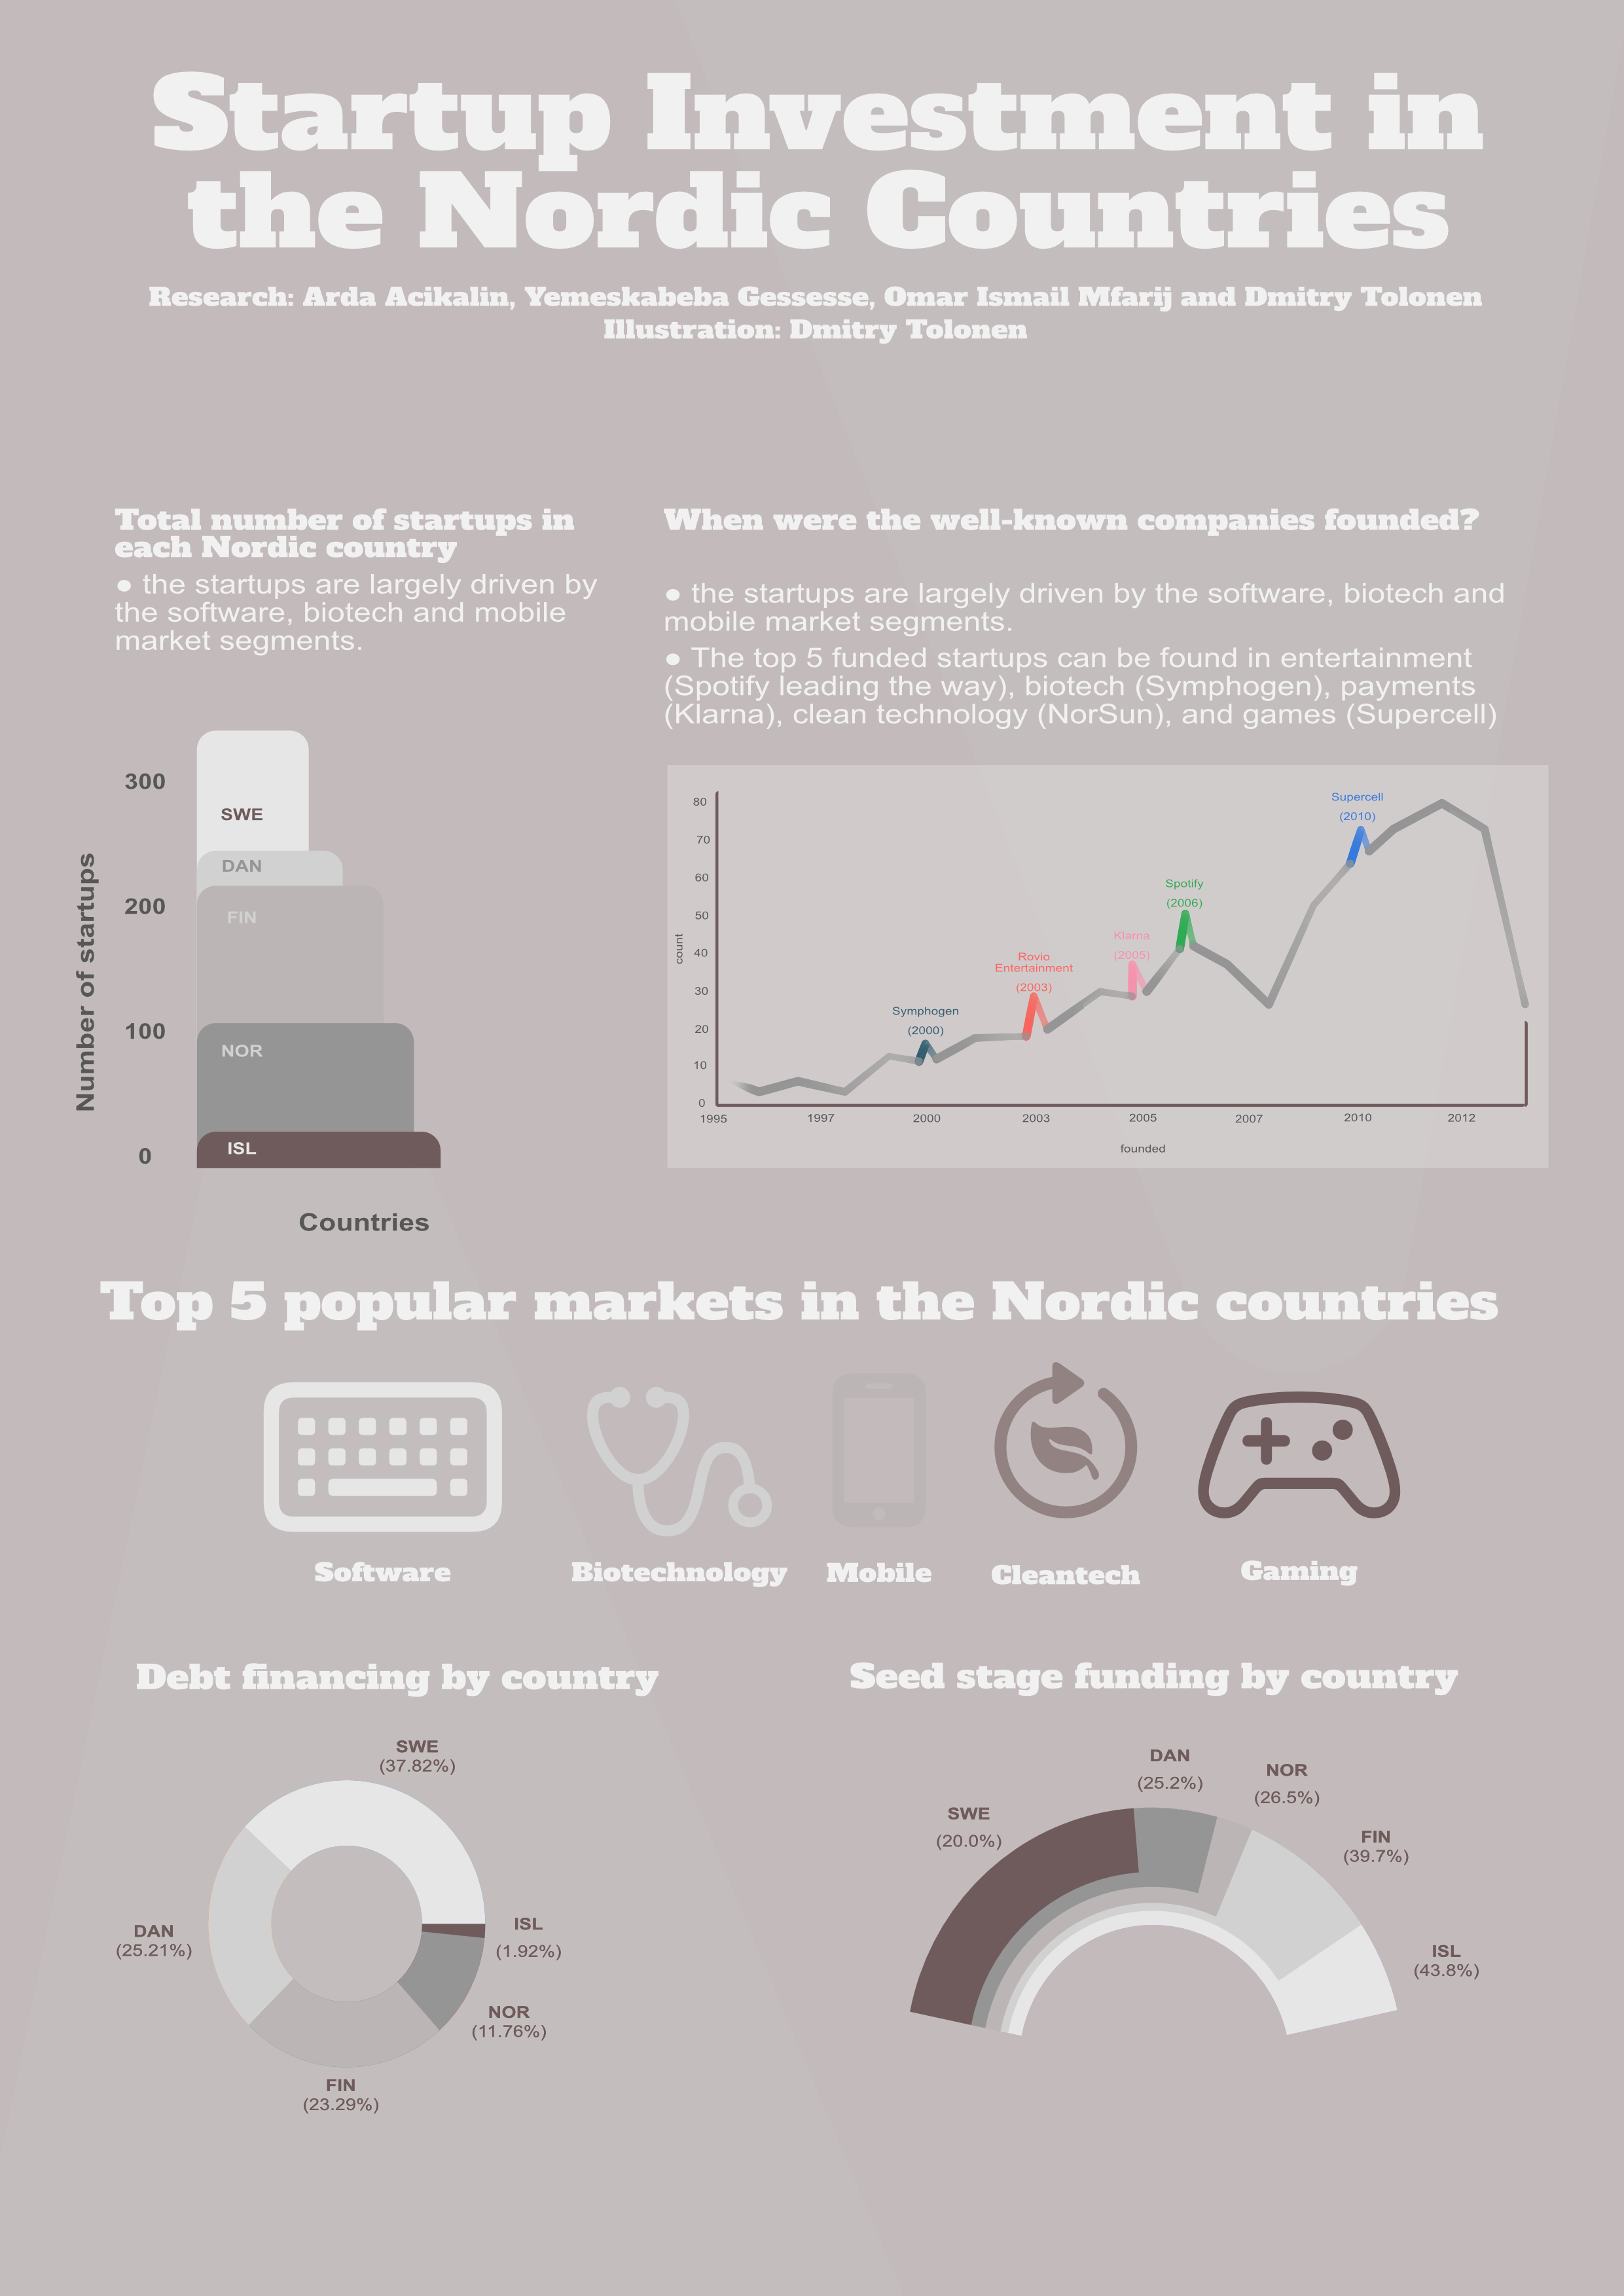 Startup Investment in
the Nordic Countries
Research: Arda Acikalin, Yemeskabeba Gessesse, Omar Ismail Mfarij and Dmitry Tolonen
Illustration: Dmitry Tolonen
Total number of startups in
each Nordic country
● the startups are largely driven by
the software, biotech and mobile
market segments.
Number of startups
300
200
100
0
SWE
DAN
FIN
NOR
ISL
Countries
When were the well-known companies founded?
● the startups are largely driven by the software, biotech and
mobile market segments.
● The top 5 funded startups can be found in entertainment
(Spotify leading the way), biotech (Symphogen), payments
(Klarna), clean technology (NorSun), and games (Supercell)
count
80
70
60
50
40
30
20
10
0
Symphogen
(2000)
Rovio
Entertainment
(2003)
Klarna
(2005)
Spotify
(2006)
Supercell
(2010)
1995 1997 2000 2003 2005 2007 2010 2012
founded
Top 5 popular markets in the Nordic countries
Software Biotechnology Mobile Cleantech Gaming
Debt financing by country
SWE
(37.82%)
DAN
(25.21%)
ISL
(1.92%)
NOR
(11.76%)
FIN
(23.29%)
Seed stage funding by country
SWE
(20.0%)
DAN
(25.2%)
NOR
(26.5%)
FIN
(39.7%)
ISL
(43.8%)